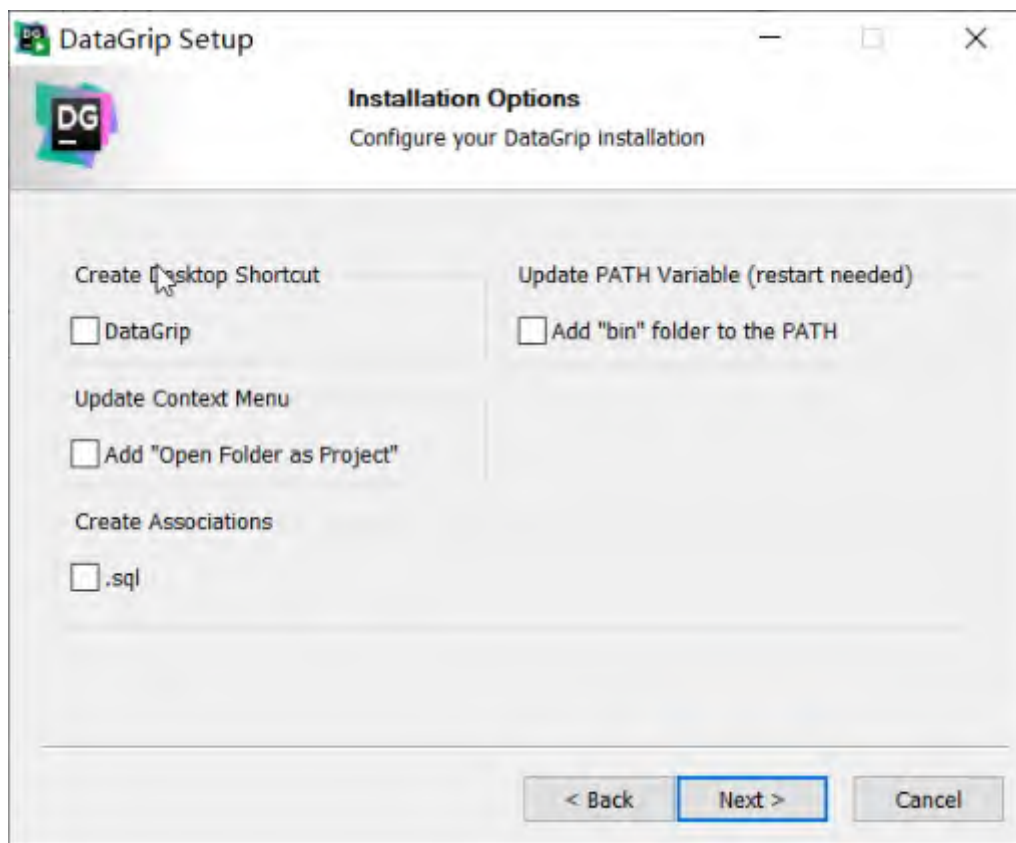 DataGrip Setup
DG
Installation Options
Configure your DataGrip installation
Create Desktop Shortcut
DataGrip
Update PATH Variable (restart needed)
Add "bin" folder to the PATH
Update Context Menu
Add "Open Folder as Project"
Create Associations
.sql
< Back
Next >
Cancel